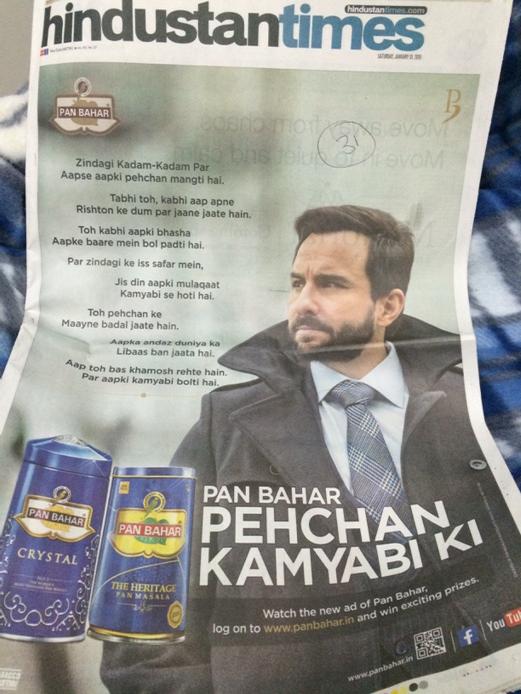 hindustantimes
hindustantimes.com
SATURDAY, JANUARY 31, 2015
PAN BAHAR
31
Zindagi Kadam-Kadam Par
Aapse aapki pehchan mangti hai.
Tabhi toh, kabhi aap apne
Rishton ke dum par jaane jaate hain.
Toh kabhi aapki bhasha
Aapke baare mein bol padti hai.
Par zindagi ke iss safar mein,
Jis din aapki mulaqaat
Kamyabi se hoti hai.
Toh pehchan ke
Maayne badal jaate hain.
Aapka andaz duniya ka
Libaas ban jaata hai.
Aap toh bas khamosh rehte hain.
Par aapki kamyabi bolti hai.
PAN BAHAR
CRYSTAL
PAN BAHAR
THE HERITAGE
PAN MASALA
PAN BAHAR
PEHCHAN
KAMYABI KI
Watch the new ad of Pan Bahar,
log on to www.panbahar.in and win exciting prizes.
www.panbahar.in
f
You Tu